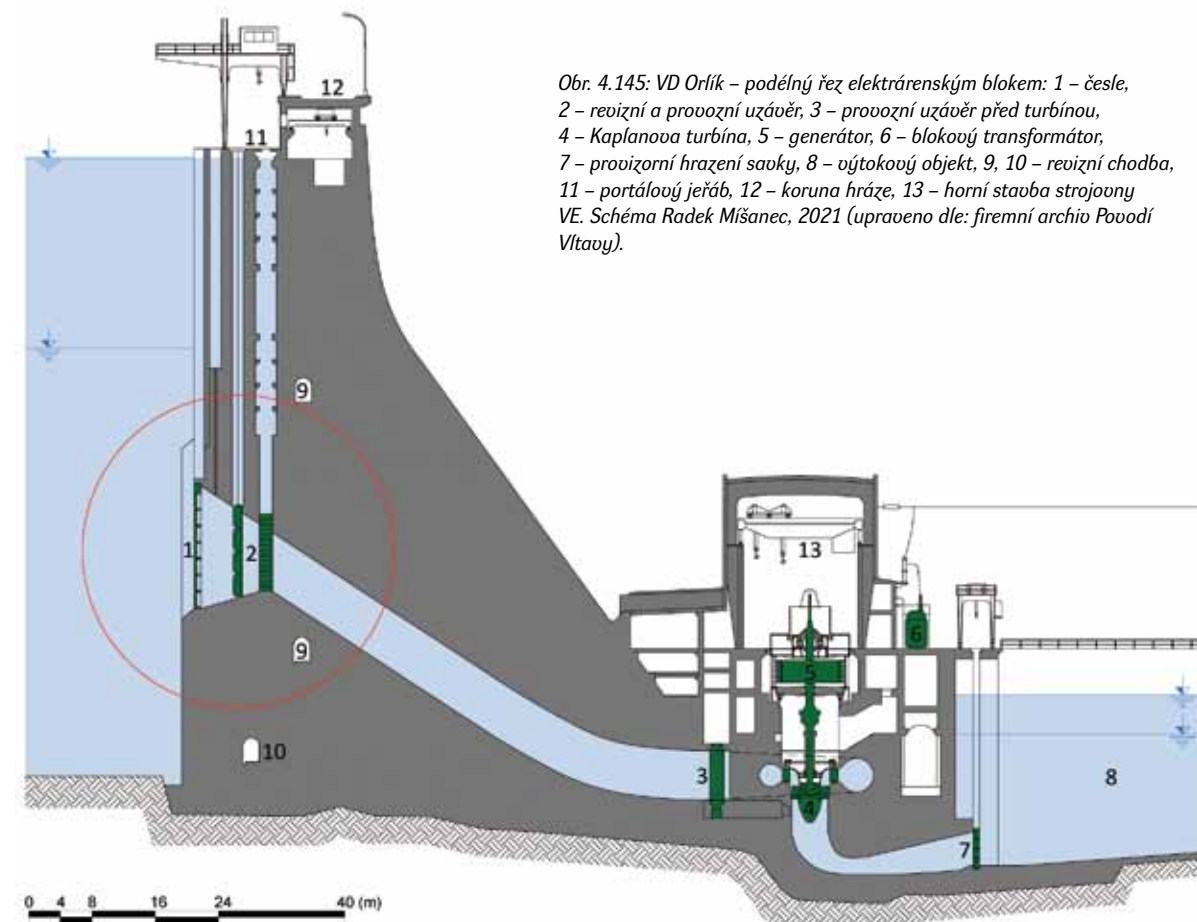 Obr. 4.145: VD Orlík – podélný řez elektrárenským blokem: 1 – česle,
2 – revizní a provozní uzávěr, 3 – provozní uzávěr před turbínou,
4 – Kaplanova turbína, 5 – generátor, 6 – blokový transformátor,
7 – provizorní hrazení savky, 8 – výtokový objekt, 9, 10 – revizní chodba,
11 – portálový jeřáb, 12 – koruna hráze, 13 – horní stavba strojovny
VE. Schéma Radek Míšanec, 2021 (upraveno dle: firemní archiv Povodí
Vltavy).
12
11
9
1
2
13
6
9
5
10
3
4
8
7
0 4 8 16 24 40 (m)